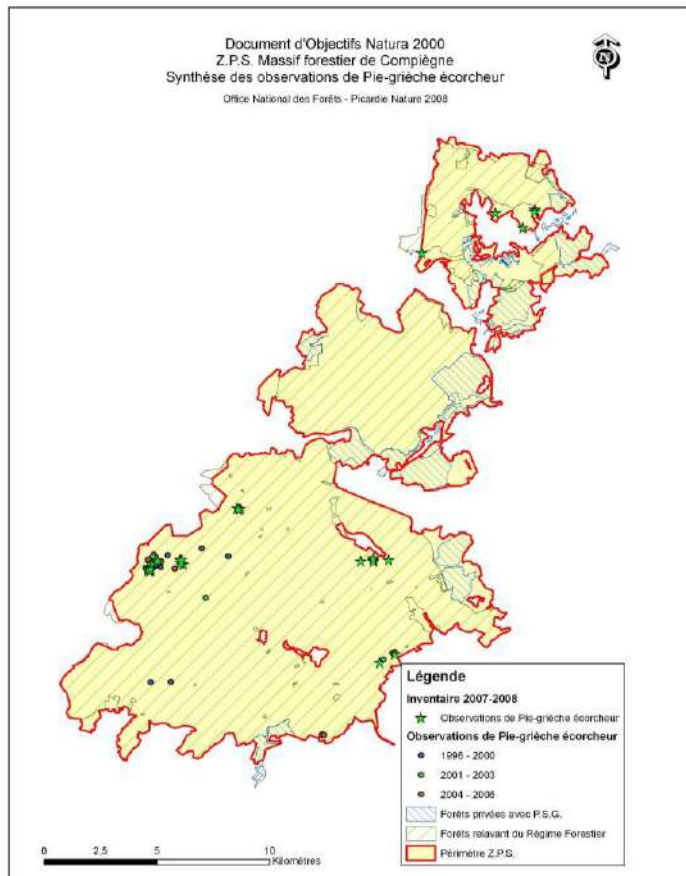 Document d'Objectifs Natura 2000
Z.P.S. Massif forestier de Compiègne
Synthèse des observations de Pie-grièche écorcheur
Office National des Forêts - Picardie Nature 2008
N
Légende
Inventaire 2007-2008
Observations de Pie-grièche écorcheur
Observations de Pie-grièche écorcheur
1996 - 2000
2001 - 2003
2004 - 2006
Forêts privées avec P.S.G.
Forêts relavant du Régime Forestier
Périmètre Z.P.S.
0 2,5 5 10
Kilomètres